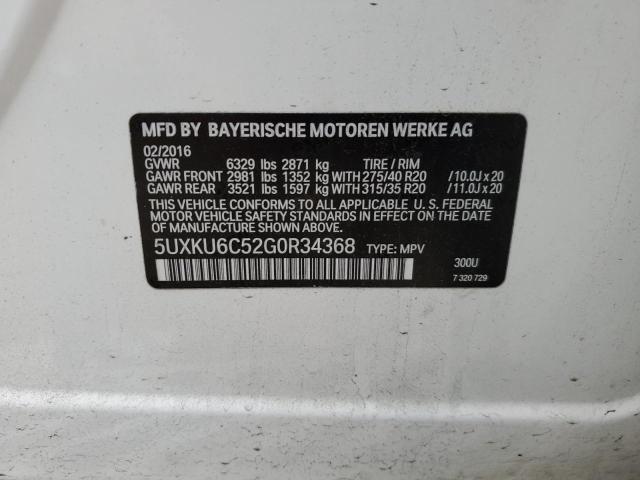 MFD BY BAYERISCHE MOTOREN WERKE AG
02/2016
GVWR 6329 lbs 2871 kg TIRE / RIM
GAWR FRONT 2981 lbs 1352 kg WITH 275/40 R20 /10.0J x 20
GAWR REAR 3521 lbs 1597 kg WITH 315/35 R20 /11.0J x 20
THIS VEHICLE CONFORMS TO ALL APPLICABLE U. S. FEDERAL
MOTOR VEHICLE SAFETY STANDARDS IN EFFECT ON THE DATE OF
MANUFACTURE SHOWN ABOVE.
5UXKU6C52G0R34368 TYPE: MPV
300U
7 320 729